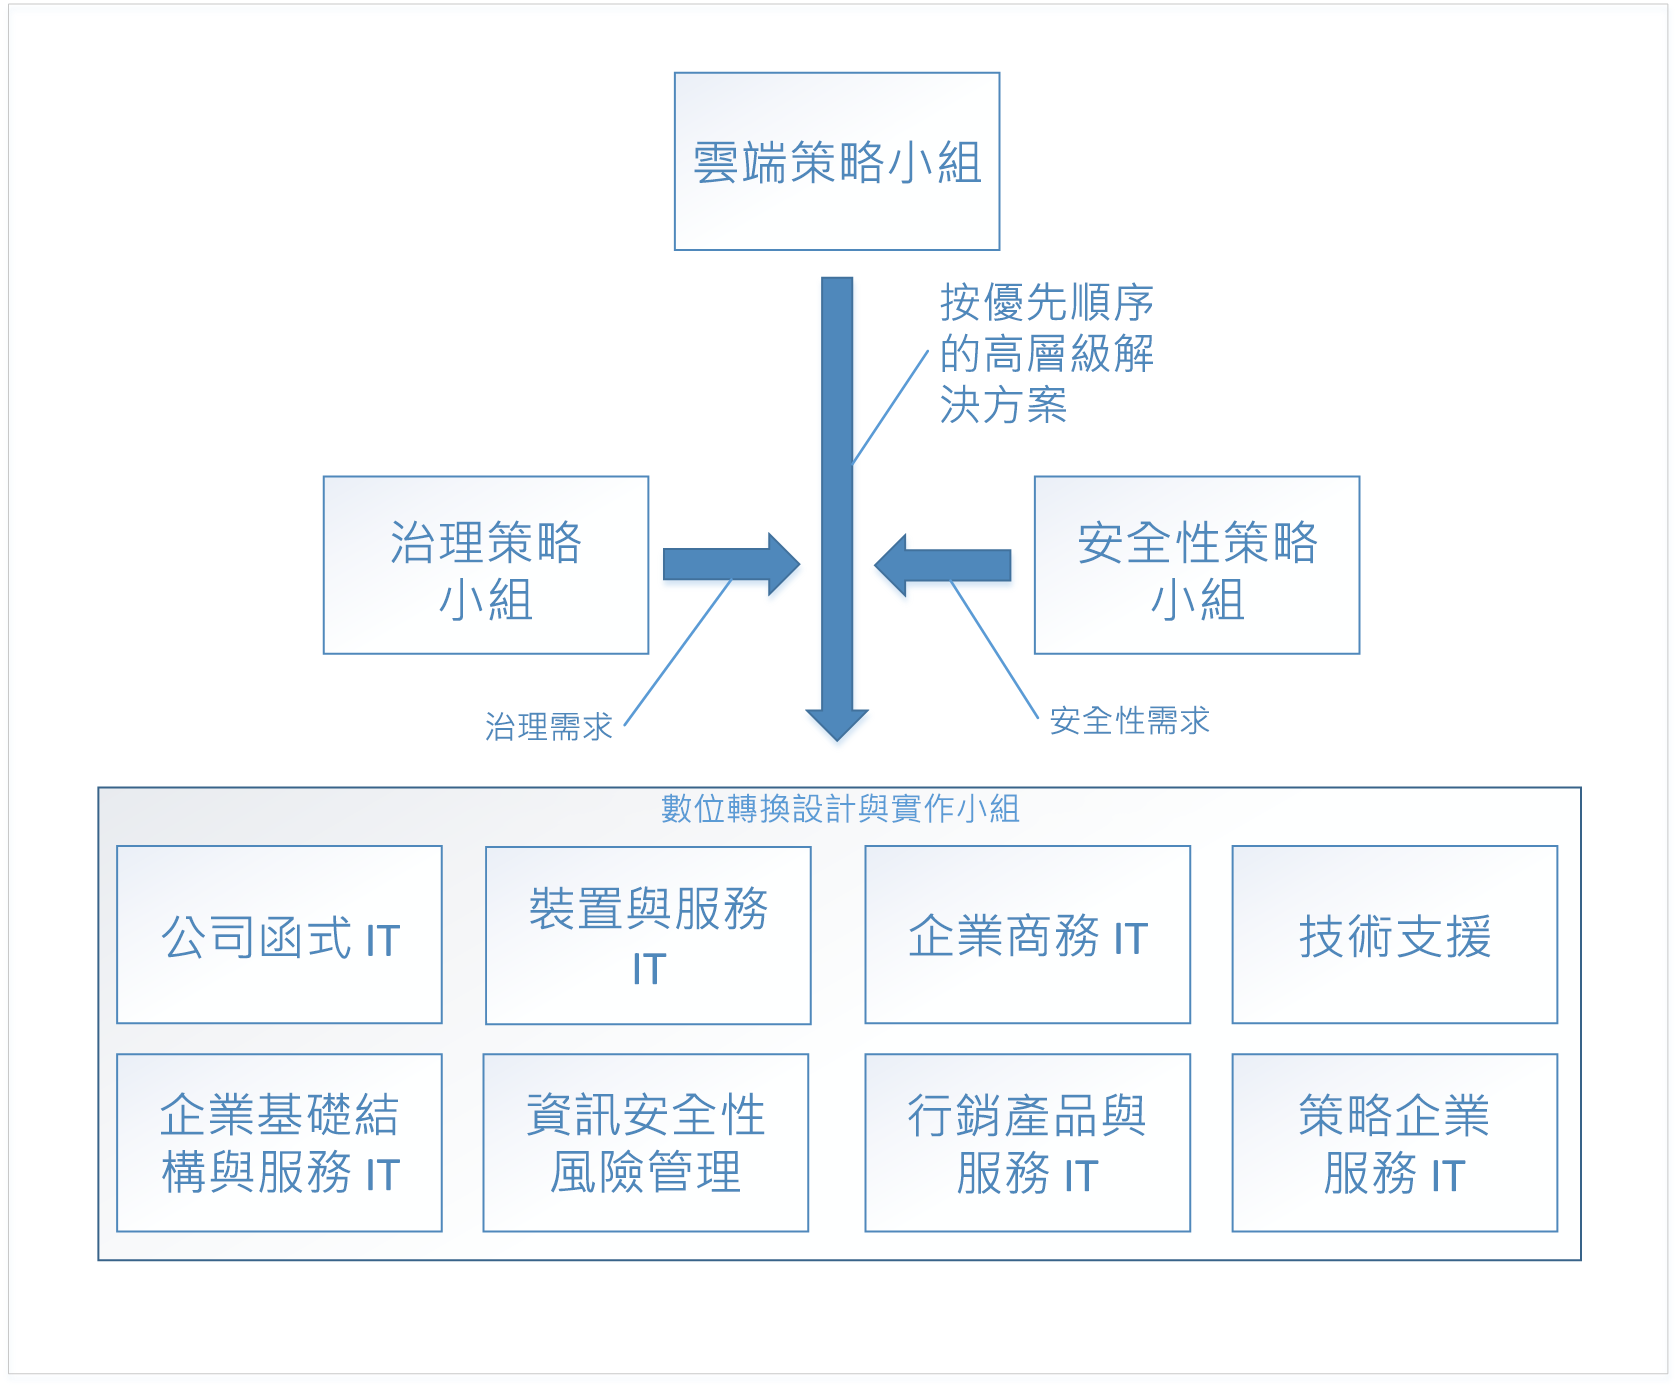 雲端策略小組
按優先順序
的高層級解
決方案
治理策略
小組
安全性策略
小組
治理需求
安全性需求
數位轉換設計與實作小組
公司函式 IT
裝置與服務
IT
企業商務 IT
技術支援
企業基礎結
構與服務 IT
資訊安全性
風險管理
行銷產品與
服務 IT
策略企業
服務 IT